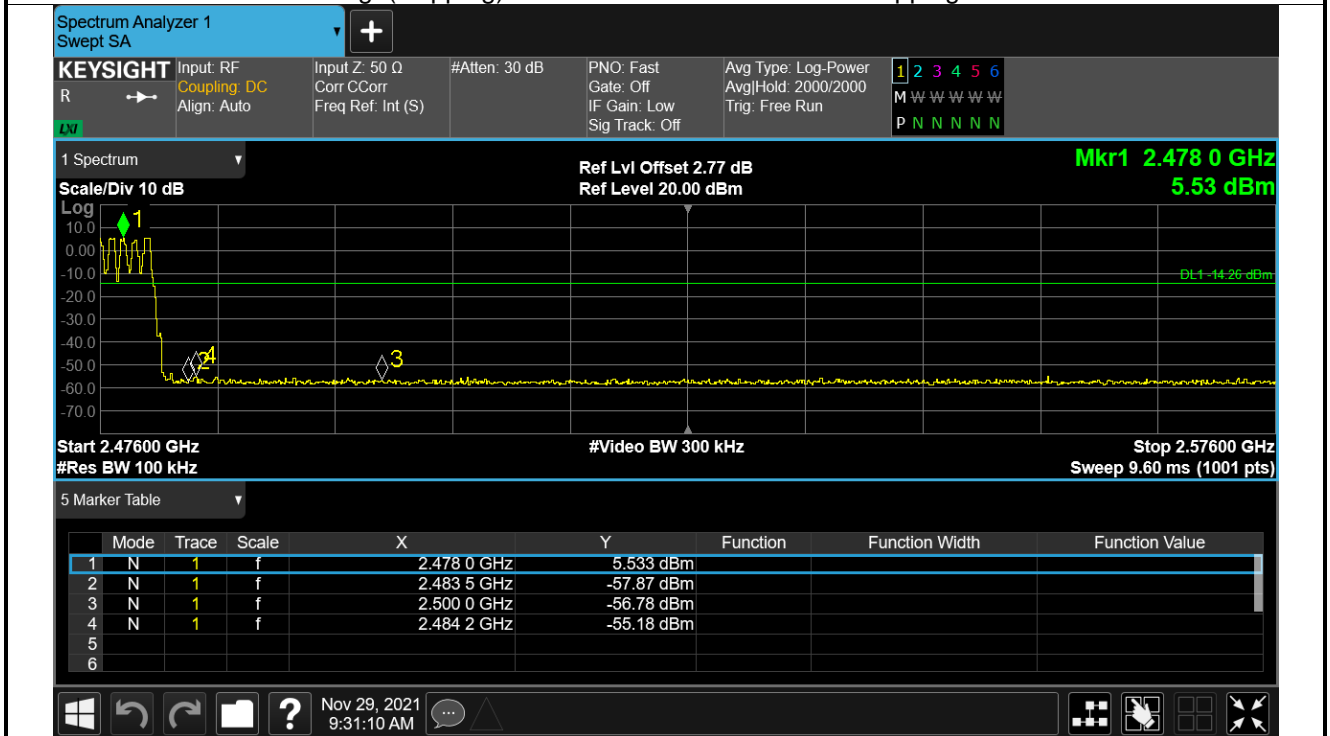 Spectrum Analyzer 1
Swept SA
+
KEYSIGHT Input: RF Input Z: 50 Ω #Atten: 30 dB PNO: Fast Avg Type: Log-Power 1 2 3 4 5 6
R Coupling: DC Corr CCorr Gate: Off Avg|Hold: 2000/2000 M W W W W W
Align: Auto Freq Ref: Int (S) IF Gain: Low Trig: Free Run
LXI Sig Track: Off P N N N N N
1 Spectrum Ref Lvl Offset 2.77 dB Mkr1 2.478 0 GHz
Scale/Div 10 dB Ref Level 20.00 dBm 5.53 dBm
Log
1
10.0
0.00
-10.0
DL1 -14.26 dBm
-20.0
-30.0
-40.0
2 4 3
-50.0
-60.0
-70.0
Start 2.47600 GHz #Video BW 300 kHz Stop 2.57600 GHz
#Res BW 100 kHz Sweep 9.60 ms (1001 pts)
5 Marker Table
Mode Trace Scale X Y Function Function Width Function Value
1 N 1 f 2.478 0 GHz 5.533 dBm
2 N 1 f 2.483 5 GHz -57.87 dBm
3 N 1 f 2.500 0 GHz -56.78 dBm
4 N 1 f 2.484 2 GHz -55.18 dBm
5
6
? Nov 29, 2021
9:31:10 AM